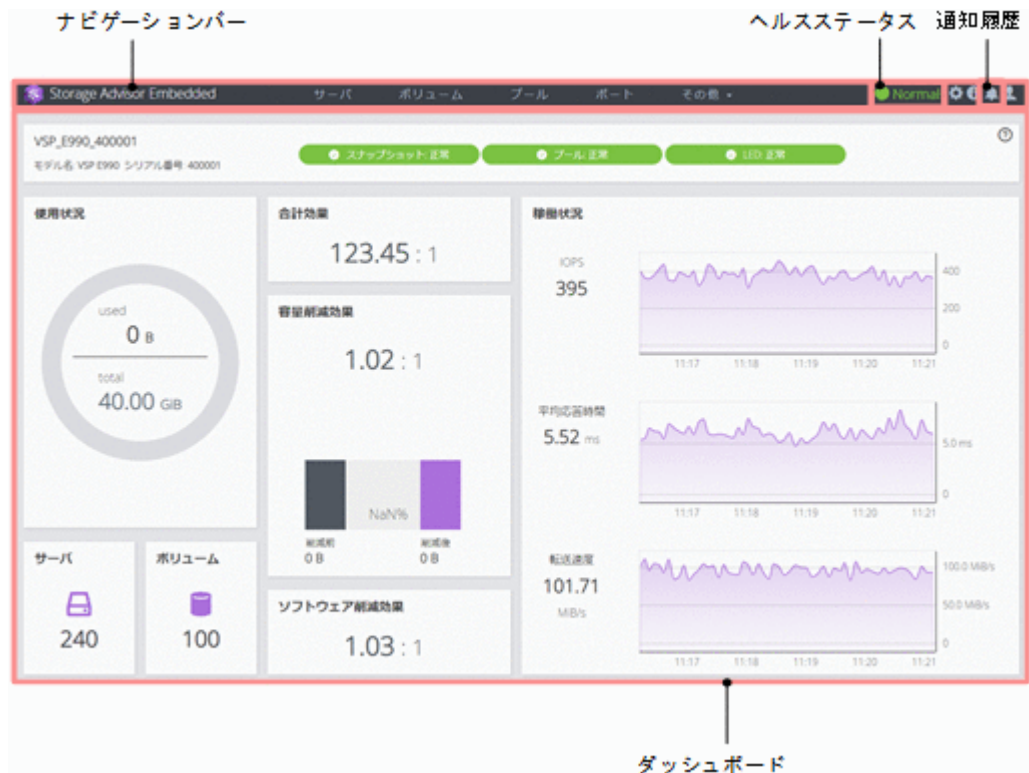 ナビゲーションバー
ヘルスステータス 通知履歴
Storage Advisor Embedded サーバ ボリューム プール ポート その他 Normal
VSP_E990_400001
モデル名 VSP E990 シリアル番号 400001
スナップショット: 正常 プール: 正常 LED: 正常
使用状況
used
0 B
total
40.00 GiB
サーバ
240
ボリューム
100
合計効果
123.45 : 1
容量削減効果
1.02 : 1
NaN%
削減前
0 B
削減後
0 B
ソフトウェア削減効果
1.03 : 1
稼働状況
IOPS
395
400
200
0
11:17 11:18 11:19 11:20 11:21
平均応答時間
5.52 ms
5.0 ms
0
11:17 11:18 11:19 11:20 11:21
転送速度
101.71
MiB/s
100.0 MiB/s
50.0 MiB/s
0
11:17 11:18 11:19 11:20 11:21
ダッシュボード